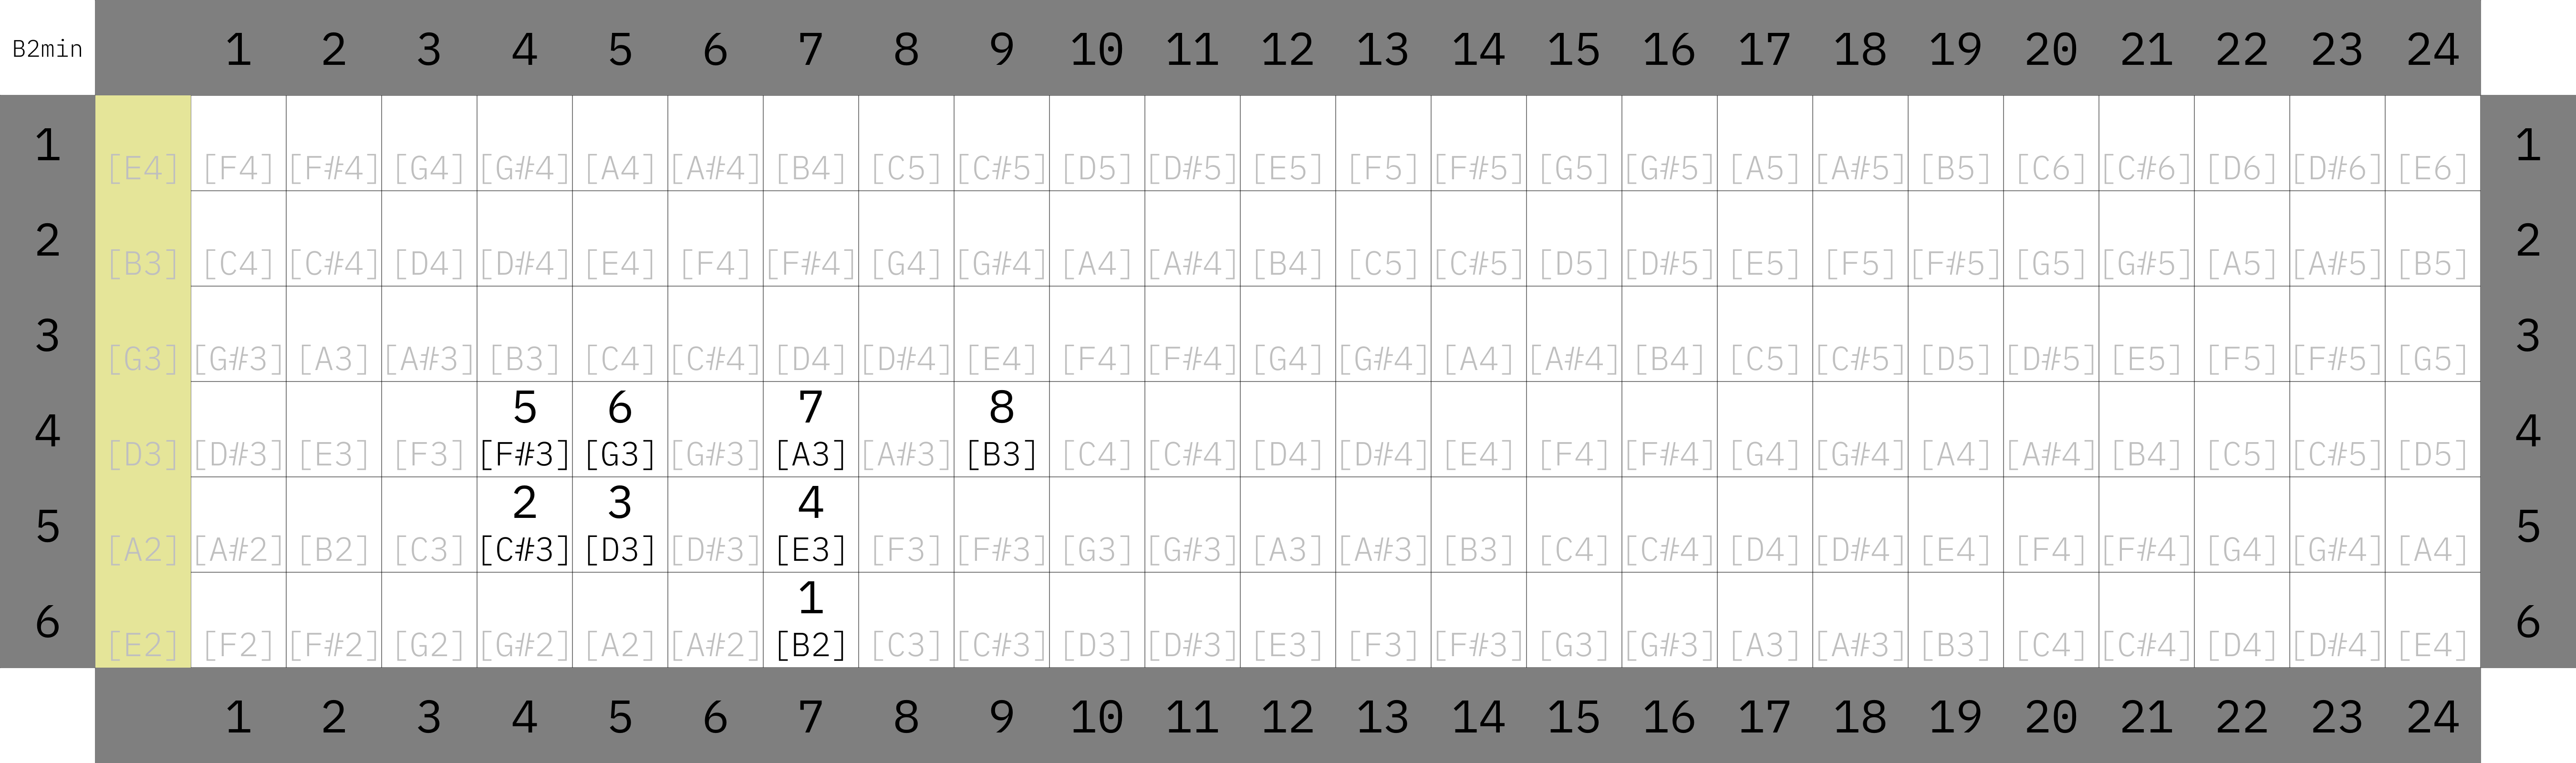 B2min 1 2 3 4 5 6 7 8 9 10 11 12 13 14 15 16 17 18 19 20 21 22 23 24
1 [E4] [F4] [F#4] [G4] [G#4] [A4] [A#4] [B4] [C5] [C#5] [D5] [D#5] [E5] [F5] [F#5] [G5] [G#5] [A5] [A#5] [B5] [C6] [C#6] [D6] [D#6] [E6] 1
2 [B3] [C4] [C#4] [D4] [D#4] [E4] [F4] [F#4] [G4] [G#4] [A4] [A#4] [B4] [C5] [C#5] [D5] [D#5] [E5] [F5] [F#5] [G5] [G#5] [A5] [A#5] [B5] 2
3 [G3] [G#3] [A3] [A#3] [B3] [C4] [C#4] [D4] [D#4] [E4] [F4] [F#4] [G4] [G#4] [A4] [A#4] [B4] [C5] [C#5] [D5] [D#5] [E5] [F5] [F#5] [G5] 3
5 6 7 8
4 [D3] [D#3] [E3] [F3] [F#3] [G3] [G#3] [A3] [A#3] [B3] [C4] [C#4] [D4] [D#4] [E4] [F4] [F#4] [G4] [G#4] [A4] [A#4] [B4] [C5] [C#5] [D5] 4
2 3 4
5 [A2] [A#2] [B2] [C3] [C#3] [D3] [D#3] [E3] [F3] [F#3] [G3] [G#3] [A3] [A#3] [B3] [C4] [C#4] [D4] [D#4] [E4] [F4] [F#4] [G4] [G#4] [A4] 5
1
6 [E2] [F2] [F#2] [G2] [G#2] [A2] [A#2] [B2] [C3] [C#3] [D3] [D#3] [E3] [F3] [F#3] [G3] [G#3] [A3] [A#3] [B3] [C4] [C#4] [D4] [D#4] [E4] 6
1 2 3 4 5 6 7 8 9 10 11 12 13 14 15 16 17 18 19 20 21 22 23 24